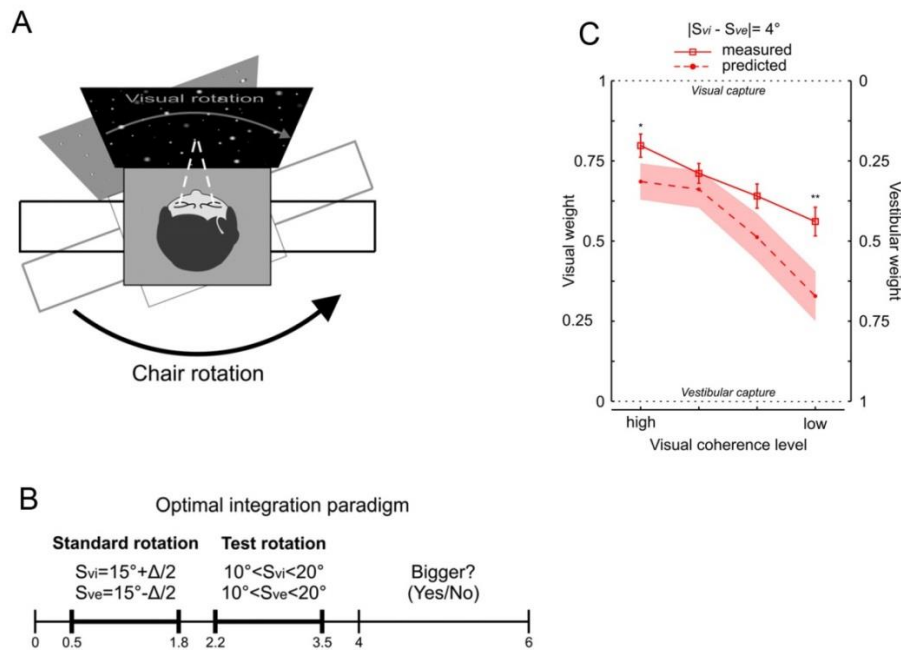 A
Visual rotation
Chair rotation
B
Optimal integration paradigm
Standard rotation
Test rotation
Svi=15°+Δ/2
Sve=15°-Δ/2
10°<Svi<20°
10°<Sve<20°
Bigger?
(Yes/No)
0
0.5
1.8
2.2
3.5
4
6
C
|Svi - Sve|= 4°
measured
predicted
Visual capture
Vestibular capture
*
**
1
0.75
0.5
0.25
0
Visual weight
0
0.25
0.5
0.75
1
Vestibular weight
high
low
Visual coherence level